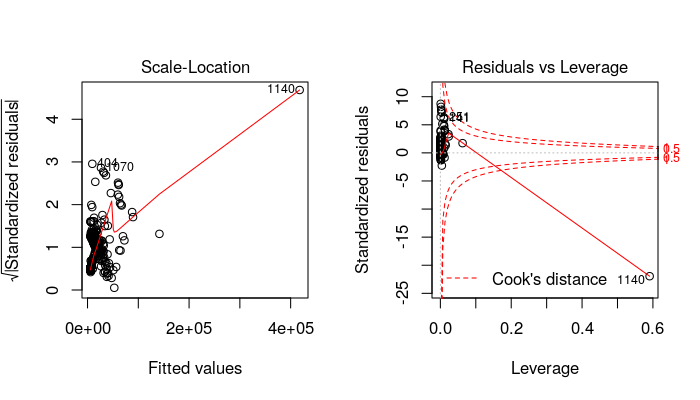 Scale-Location
√|Standardized residuals|
0 1 2 3 4
1140
404
1070
0e+00 2e+05 4e+05
Fitted values
Residuals vs Leverage
Standardized residuals
-25 -15 -5 0 5 10
1140
Cook's distance
0.5
0.5
0.0 0.2 0.4 0.6
Leverage